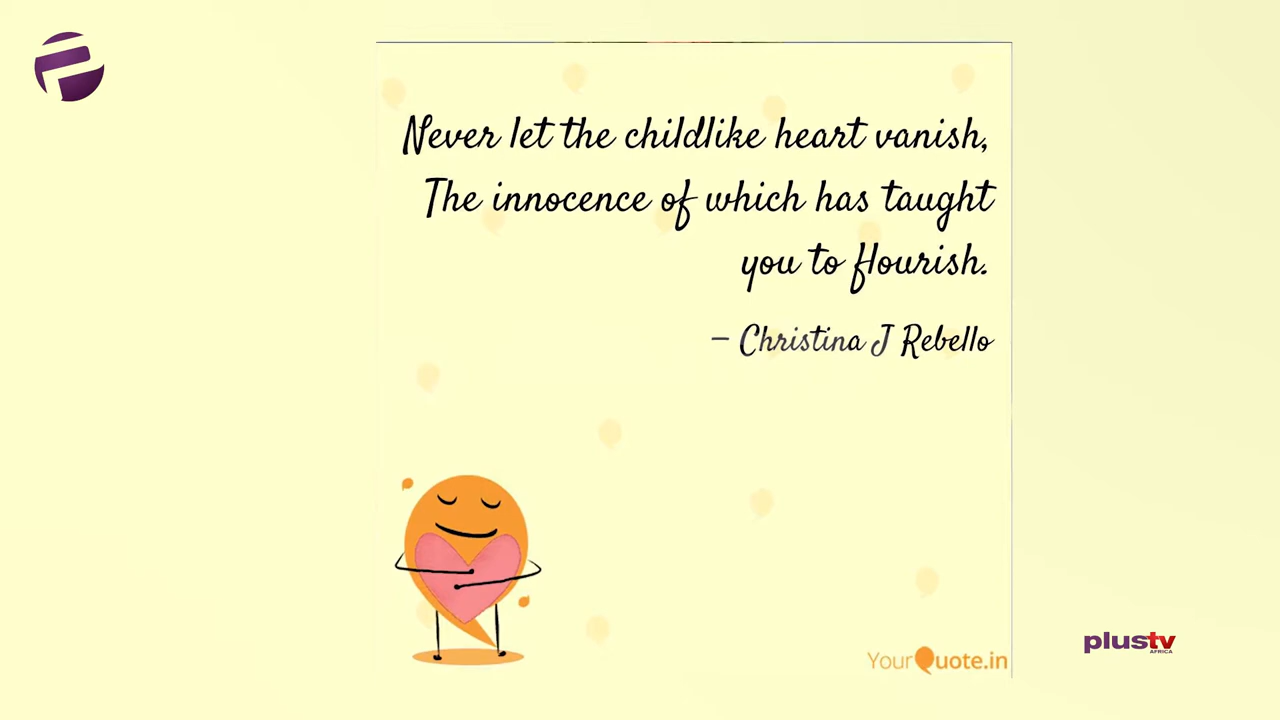 Never let the childlike heart vanish,
The innocence of which has taught
you to flourish.
– Christina J Rebello
YourQuote.in
plustv
AFRICA